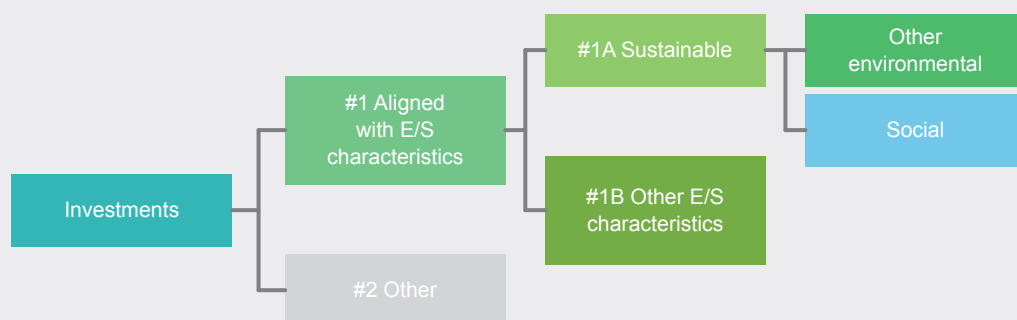 Investments
#1 Aligned
with E/S
characteristics
#2 Other
#1A Sustainable
#1B Other E/S
characteristics
Other
environmental
Social